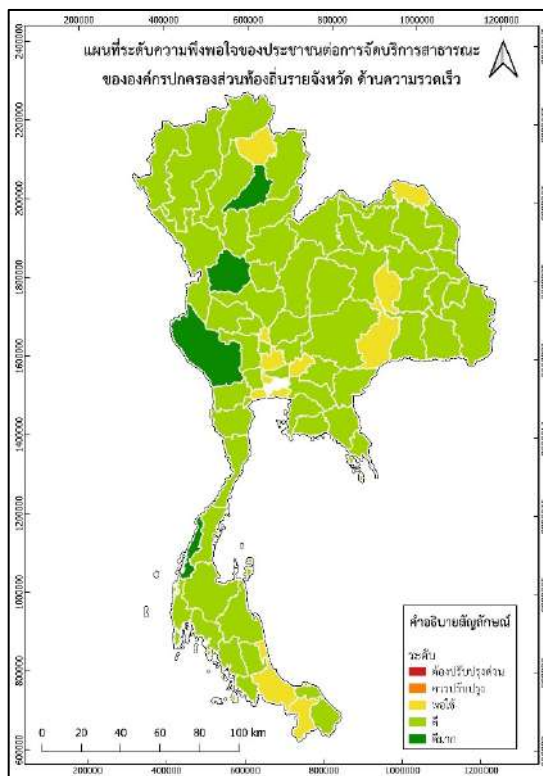 200000 400000 600000 800000 1000000 1200000
แผนที่ระดับความพึงพอใจของประชาชนต่อการจัดบริการสาธารณะ
ขององค์กรปกครองส่วนท้องถิ่นรายจังหวัด ด้านความรวดเร็ว
2400000
2200000
2000000
1800000
1600000
1400000
1200000
1000000
800000
600000
คำอธิบายสัญลักษณ์
ระดับ
ต้องปรับปรุงด่วน
ควรปรับปรุง
พอใช้
ดี
ดีมาก
0 20 40 60 80 100 km
200000 400000 600000 800000 1000000 1200000